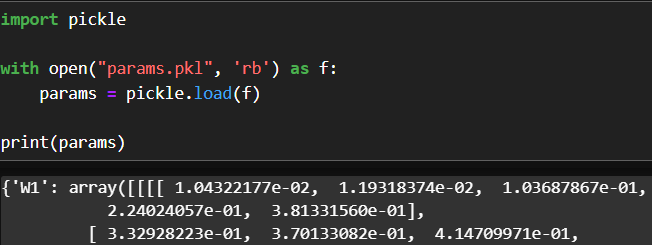 import pickle
with open("params.pkl", 'rb') as f:
    params = pickle.load(f)
print(params)
{'W1': array([[[[ 1.04322177e-02,  1.19318374e-02,  1.03687867e-01,
          2.24024057e-01,  3.81331560e-01],
        [ 3.32928223e-01,  3.70133082e-01,  4.14709971e-01,